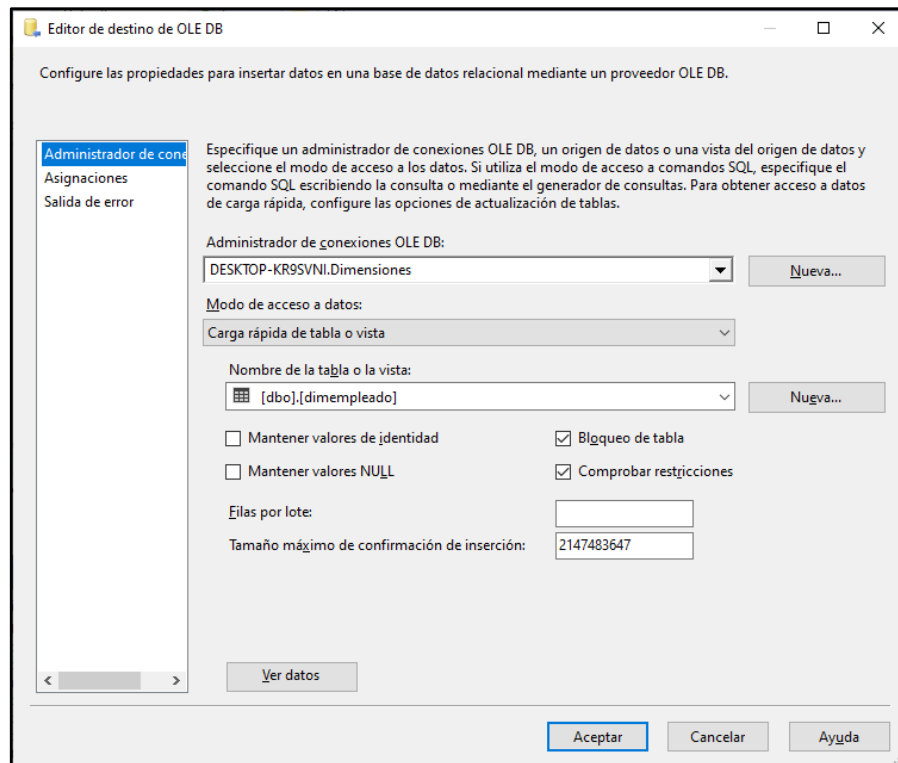 Editor de destino de OLE DB
Configure las propiedades para insertar datos en una base de datos relacional mediante un proveedor OLE DB.
Administrador de cone
Asignaciones
Salida de error
Especifique un administrador de conexiones OLE DB, un origen de datos o una vista del origen de datos y
seleccione el modo de acceso a los datos. Si utiliza el modo de acceso a comandos SQL, especifique el
comando SQL escribiendo la consulta o mediante el generador de consultas. Para obtener acceso a datos
de carga rápida, configure las opciones de actualización de tablas.
Administrador de conexiones OLE DB:
DESKTOP-KR9SVNI.Dimensiones
Nueva...
Modo de acceso a datos:
Carga rápida de tabla o vista
Nombre de la tabla o la vista:
[dbo].[dimempleado]
Nueva...
Mantener valores de identidad
Bloqueo de tabla
Mantener valores NULL
Comprobar restricciones
Filas por lote:
Tamaño máximo de confirmación de inserción:
2147483647
Ver datos
Aceptar
Cancelar
Ayuda